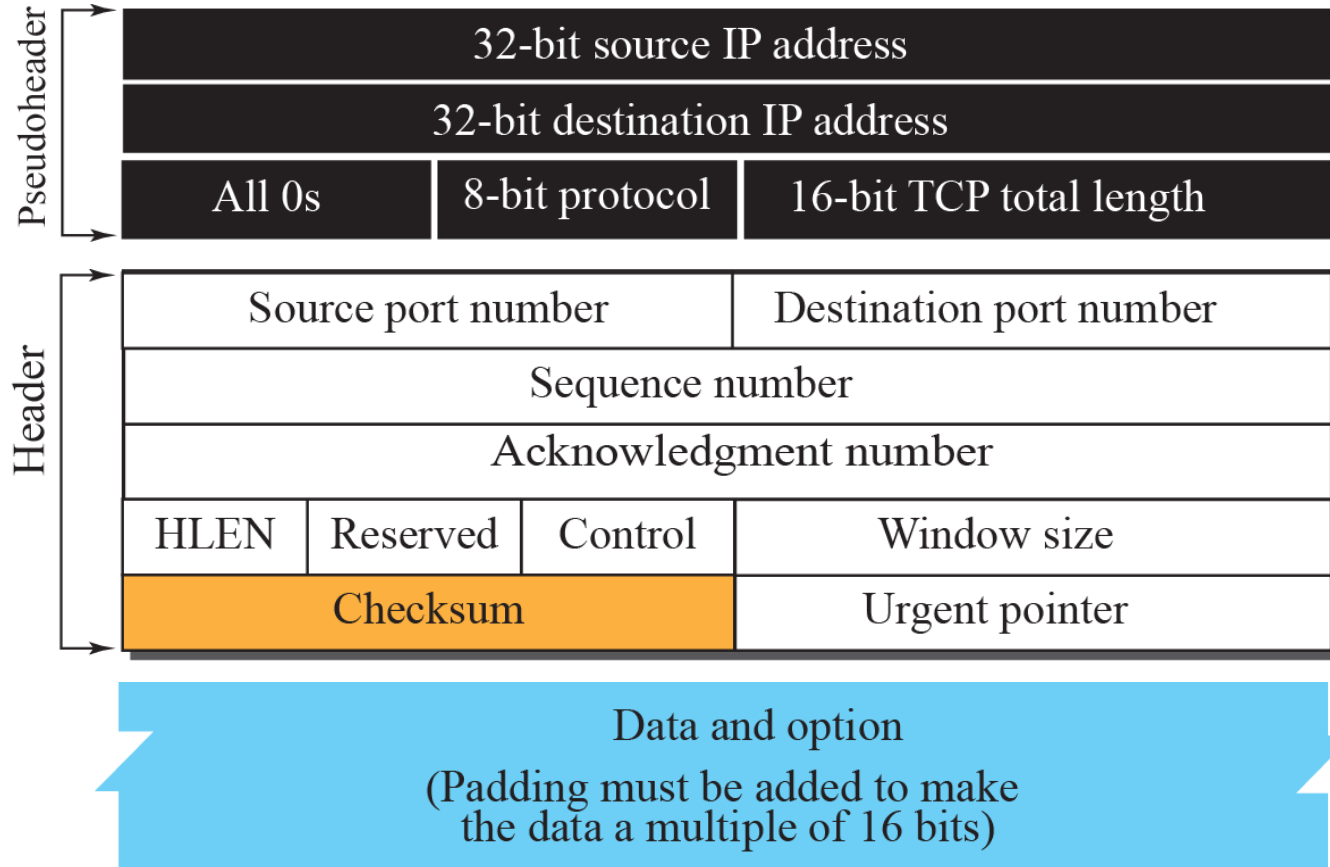 Pseudoheader
32-bit source IP address
32-bit destination IP address
All 0s
8-bit protocol
16-bit TCP total length
Header
Source port number
Destination port number
Sequence number
Acknowledgment number
HLEN
Reserved
Control
Window size
Checksum
Urgent pointer
Data and option
(Padding must be added to make
the data a multiple of 16 bits)